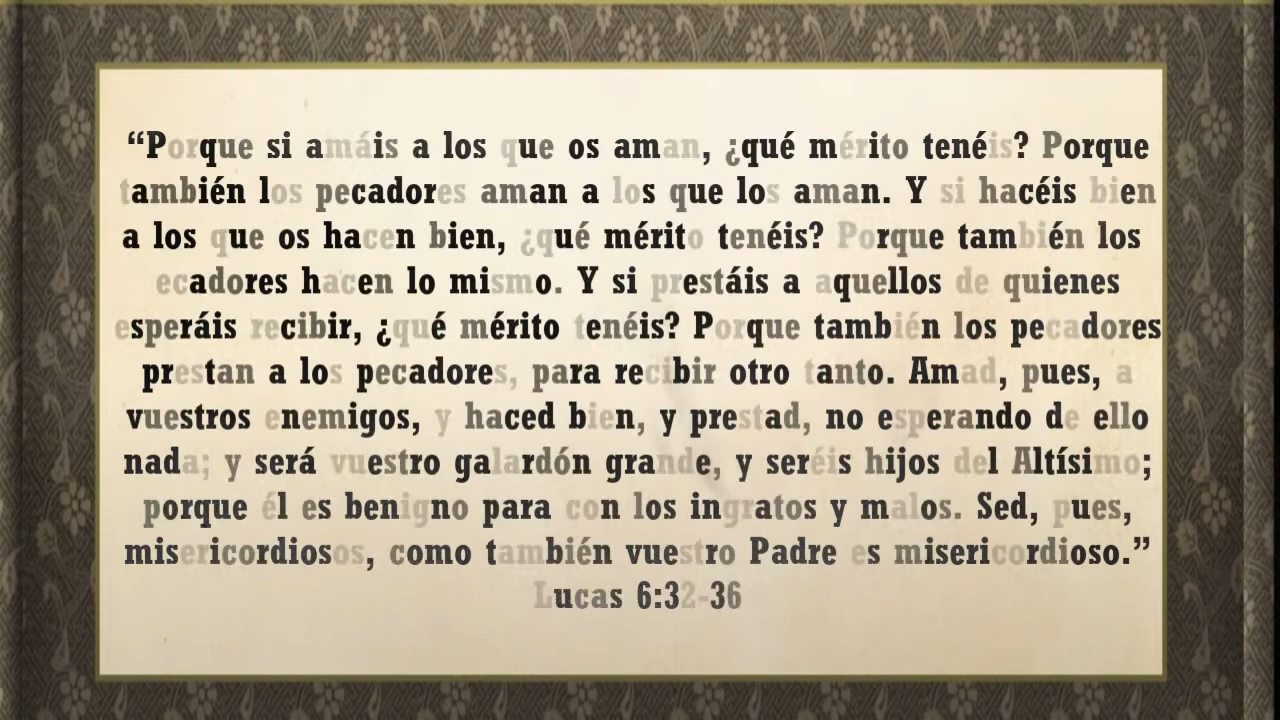 “Porque si amáis a los que os aman, ¿qué mérito tenéis? Porque
también los pecadores aman a los que los aman. Y si hacéis bien
a los que os hacen bien, ¿qué mérito tenéis? Porque también los
ecadores hacen lo mismo. Y si prestáis a aquellos de quienes
esperáis recibir, ¿qué mérito tenéis? Porque también los pecadores
prestan a los pecadores, para recibir otro tanto. Amad, pues, a
vuestros enemigos, y haced bien, y prestad, no esperando de ello
nada; y será vuestro galardón grande, y seréis hijos del Altísimo;
porque él es benigno para con los ingratos y malos. Sed, pues,
misericordiosos, como también vuestro Padre es misericordioso.”
Lucas 6:32-36